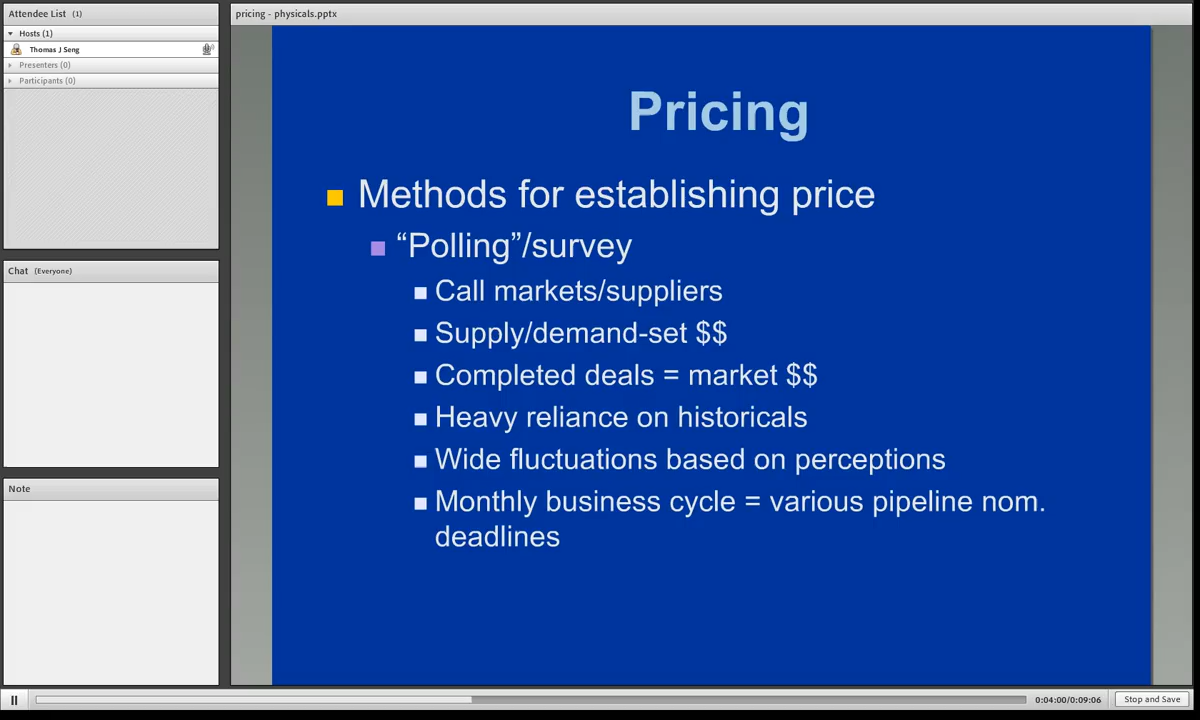 Attendee List (1)
Hosts (1)
Thomas J Seng
Presenters (0)
Participants (0)
Chat (Everyone)
Note
pricing - physicals.pptx
Pricing
Methods for establishing price
“Polling”/survey
Call markets/suppliers
Supply/demand-set $$
Completed deals = market $$
Heavy reliance on historicals
Wide fluctuations based on perceptions
Monthly business cycle = various pipeline nom.
deadlines
0:04:00/0:09:06
Stop and Save